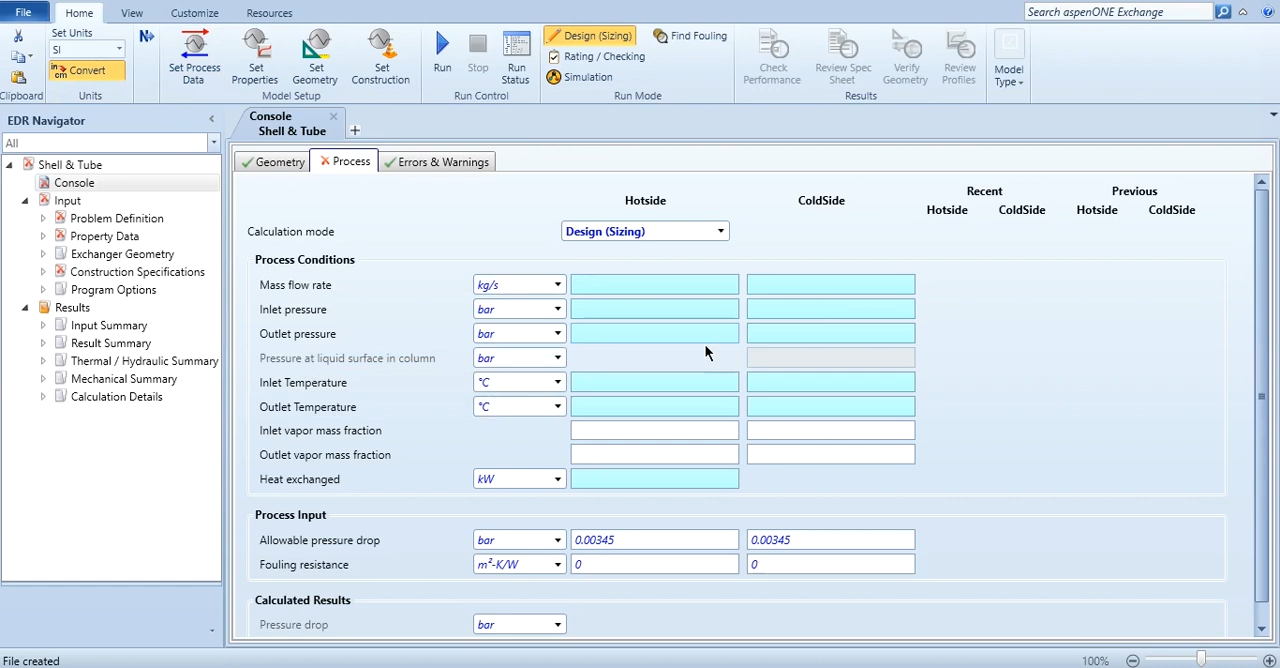 File Home View Customize Resources Search aspenONE Exchange
Set Units
SI
Convert
Clipboard Units
Set Process Data
Set Properties
Set Geometry
Set Construction
Model Setup
Run
Stop
Run Status
Run Control
Design (Sizing) Find Fouling
Rating / Checking
Simulation
Run Mode
Check Performance
Review Spec Sheet
Verify Geometry
Review Profiles
Results
Model Type
EDR Navigator
All
Shell & Tube
Console
Input
Problem Definition
Property Data
Exchanger Geometry
Construction Specifications
Program Options
Results
Input Summary
Result Summary
Thermal / Hydraulic Summary
Mechanical Summary
Calculation Details
Console
Shell & Tube
Geometry Process Errors & Warnings
Recent Previous
Hotside ColdSide Hotside ColdSide Hotside ColdSide
Calculation mode Design (Sizing)
Process Conditions
Mass flow rate kg/s
Inlet pressure bar
Outlet pressure bar
Pressure at liquid surface in column bar
Inlet Temperature °C
Outlet Temperature °C
Inlet vapor mass fraction
Outlet vapor mass fraction
Heat exchanged kW
Process Input
Allowable pressure drop bar 0.00345 0.00345
Fouling resistance m²-K/W 0 0
Calculated Results
Pressure drop bar
File created 100%